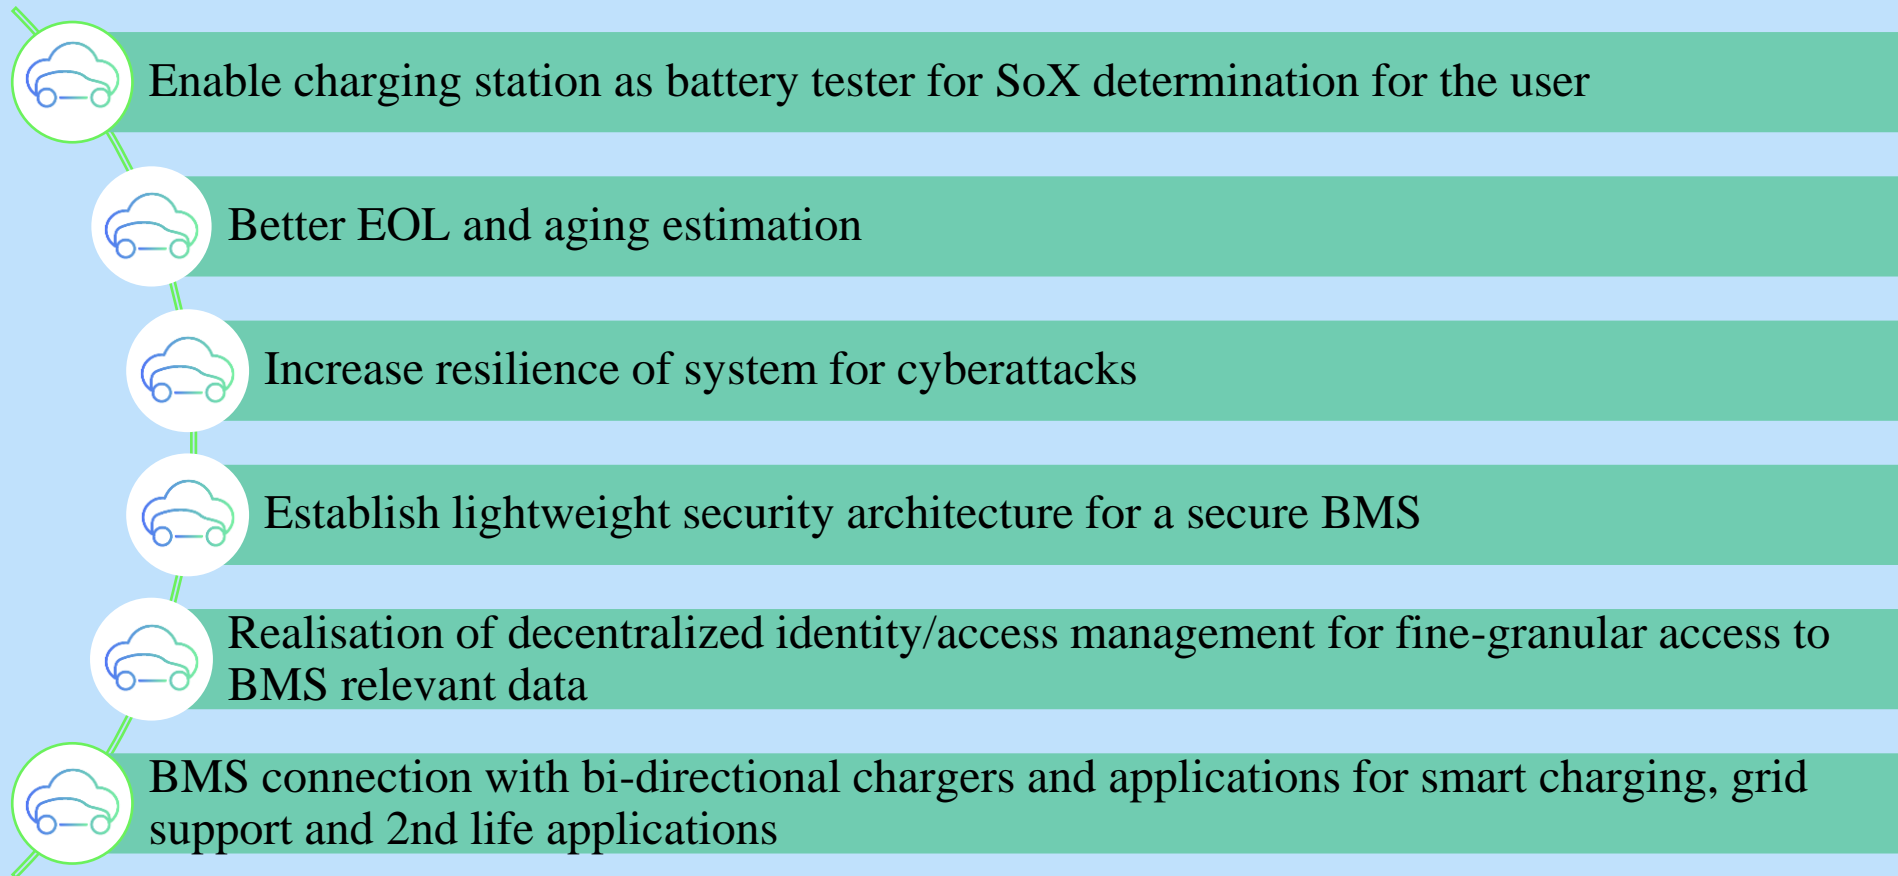 Enable charging station as battery tester for SoX determination for the user
Better EOL and aging estimation
Increase resilience of system for cyberattacks
Establish lightweight security architecture for a secure BMS
Realisation of decentralized identity/access management for fine-granular access to
BMS relevant data
BMS connection with bi-directional chargers and applications for smart charging, grid
support and 2nd life applications